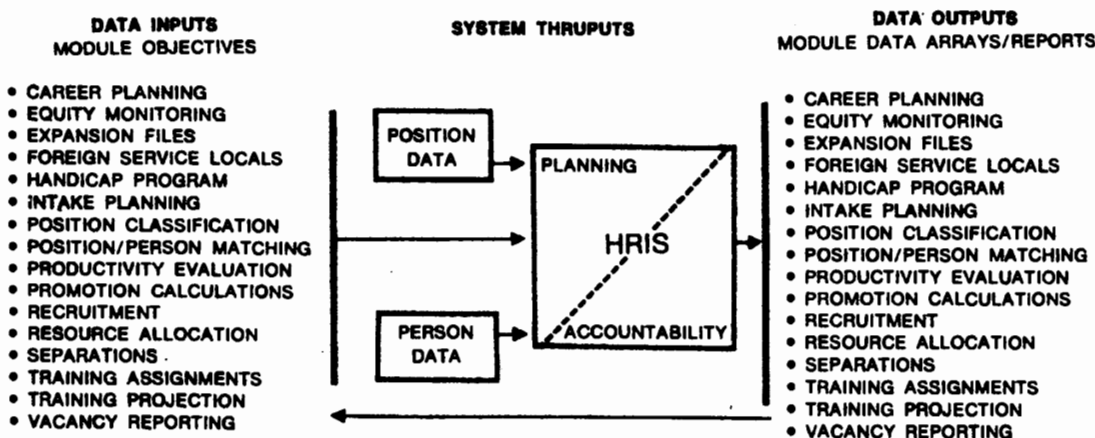 DATA INPUTS
MODULE OBJECTIVES
• CAREER PLANNING
• EQUITY MONITORING
• EXPANSION FILES
• FOREIGN SERVICE LOCALS
• HANDICAP PROGRAM
• INTAKE PLANNING
• POSITION CLASSIFICATION
• POSITION/PERSON MATCHING
• PRODUCTIVITY EVALUATION
• PROMOTION CALCULATIONS
• RECRUITMENT
• RESOURCE ALLOCATION
• SEPARATIONS
• TRAINING ASSIGNMENTS
• TRAINING PROJECTION
• VACANCY REPORTING
SYSTEM THRUPUTS
POSITION
DATA
PLANNING
HRIS
ACCOUNTABILITY
PERSON
DATA
DATA OUTPUTS
MODULE DATA ARRAYS/REPORTS
• CAREER PLANNING
• EQUITY MONITORING
• EXPANSION FILES
• FOREIGN SERVICE LOCALS
• HANDICAP PROGRAM
• INTAKE PLANNING
• POSITION CLASSIFICATION
• POSITION/PERSON MATCHING
• PRODUCTIVITY EVALUATION
• PROMOTION CALCULATIONS
• RECRUITMENT
• RESOURCE ALLOCATION
• SEPARATIONS
• TRAINING ASSIGNMENTS
• TRAINING PROJECTION
• VACANCY REPORTING